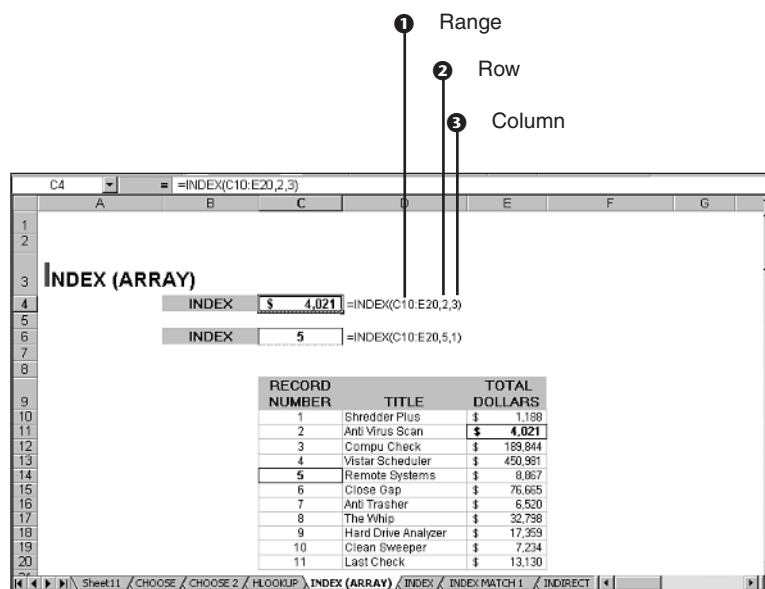 1 Range
2 Row
3 Column
C4 = =INDEX(C10:E20,2,3)
A B C D E F G
1
2
3 INDEX (ARRAY)
4 INDEX $ 4,021 =INDEX(C10:E20,2,3)
5
6 INDEX 5 =INDEX(C10:E20,5,1)
7
8
RECORD TOTAL
9 NUMBER TITLE DOLLARS
10 1 Shredder Plus $ 1,188
11 2 Anti Virus Scan $ 4,021
12 3 Compu Check $ 189,844
13 4 Vistar Scheduler $ 450,981
14 5 Remote Systems $ 8,867
15 6 Close Gap $ 76,665
16 7 Anti Trasher $ 6,520
17 8 The Whip $ 32,798
18 9 Hard Drive Analyzer $ 17,359
19 10 Clean Sweeper $ 7,234
20 11 Last Check $ 13,130
Sheet11 CHOOSE CHOOSE 2 HLOOKUP INDEX (ARRAY) INDEX INDEX MATCH 1 INDIRECT